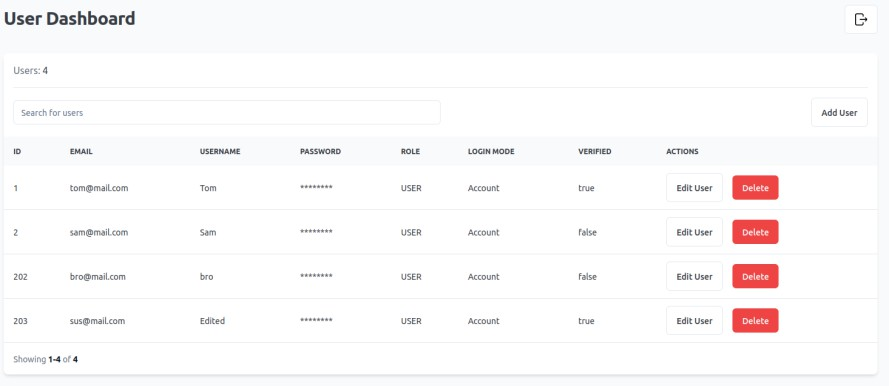 User Dashboard
Users: 4
Search for users
Add User
ID EMAIL USERNAME PASSWORD ROLE LOGIN MODE VERIFIED ACTIONS
1 tom@mail.com Tom ******** USER Account true Edit User Delete
2 sam@mail.com Sam ******** USER Account false Edit User Delete
202 bro@mail.com bro ******** USER Account false Edit User Delete
203 sus@mail.com Edited ******** USER Account true Edit User Delete
Showing 1-4 of 4